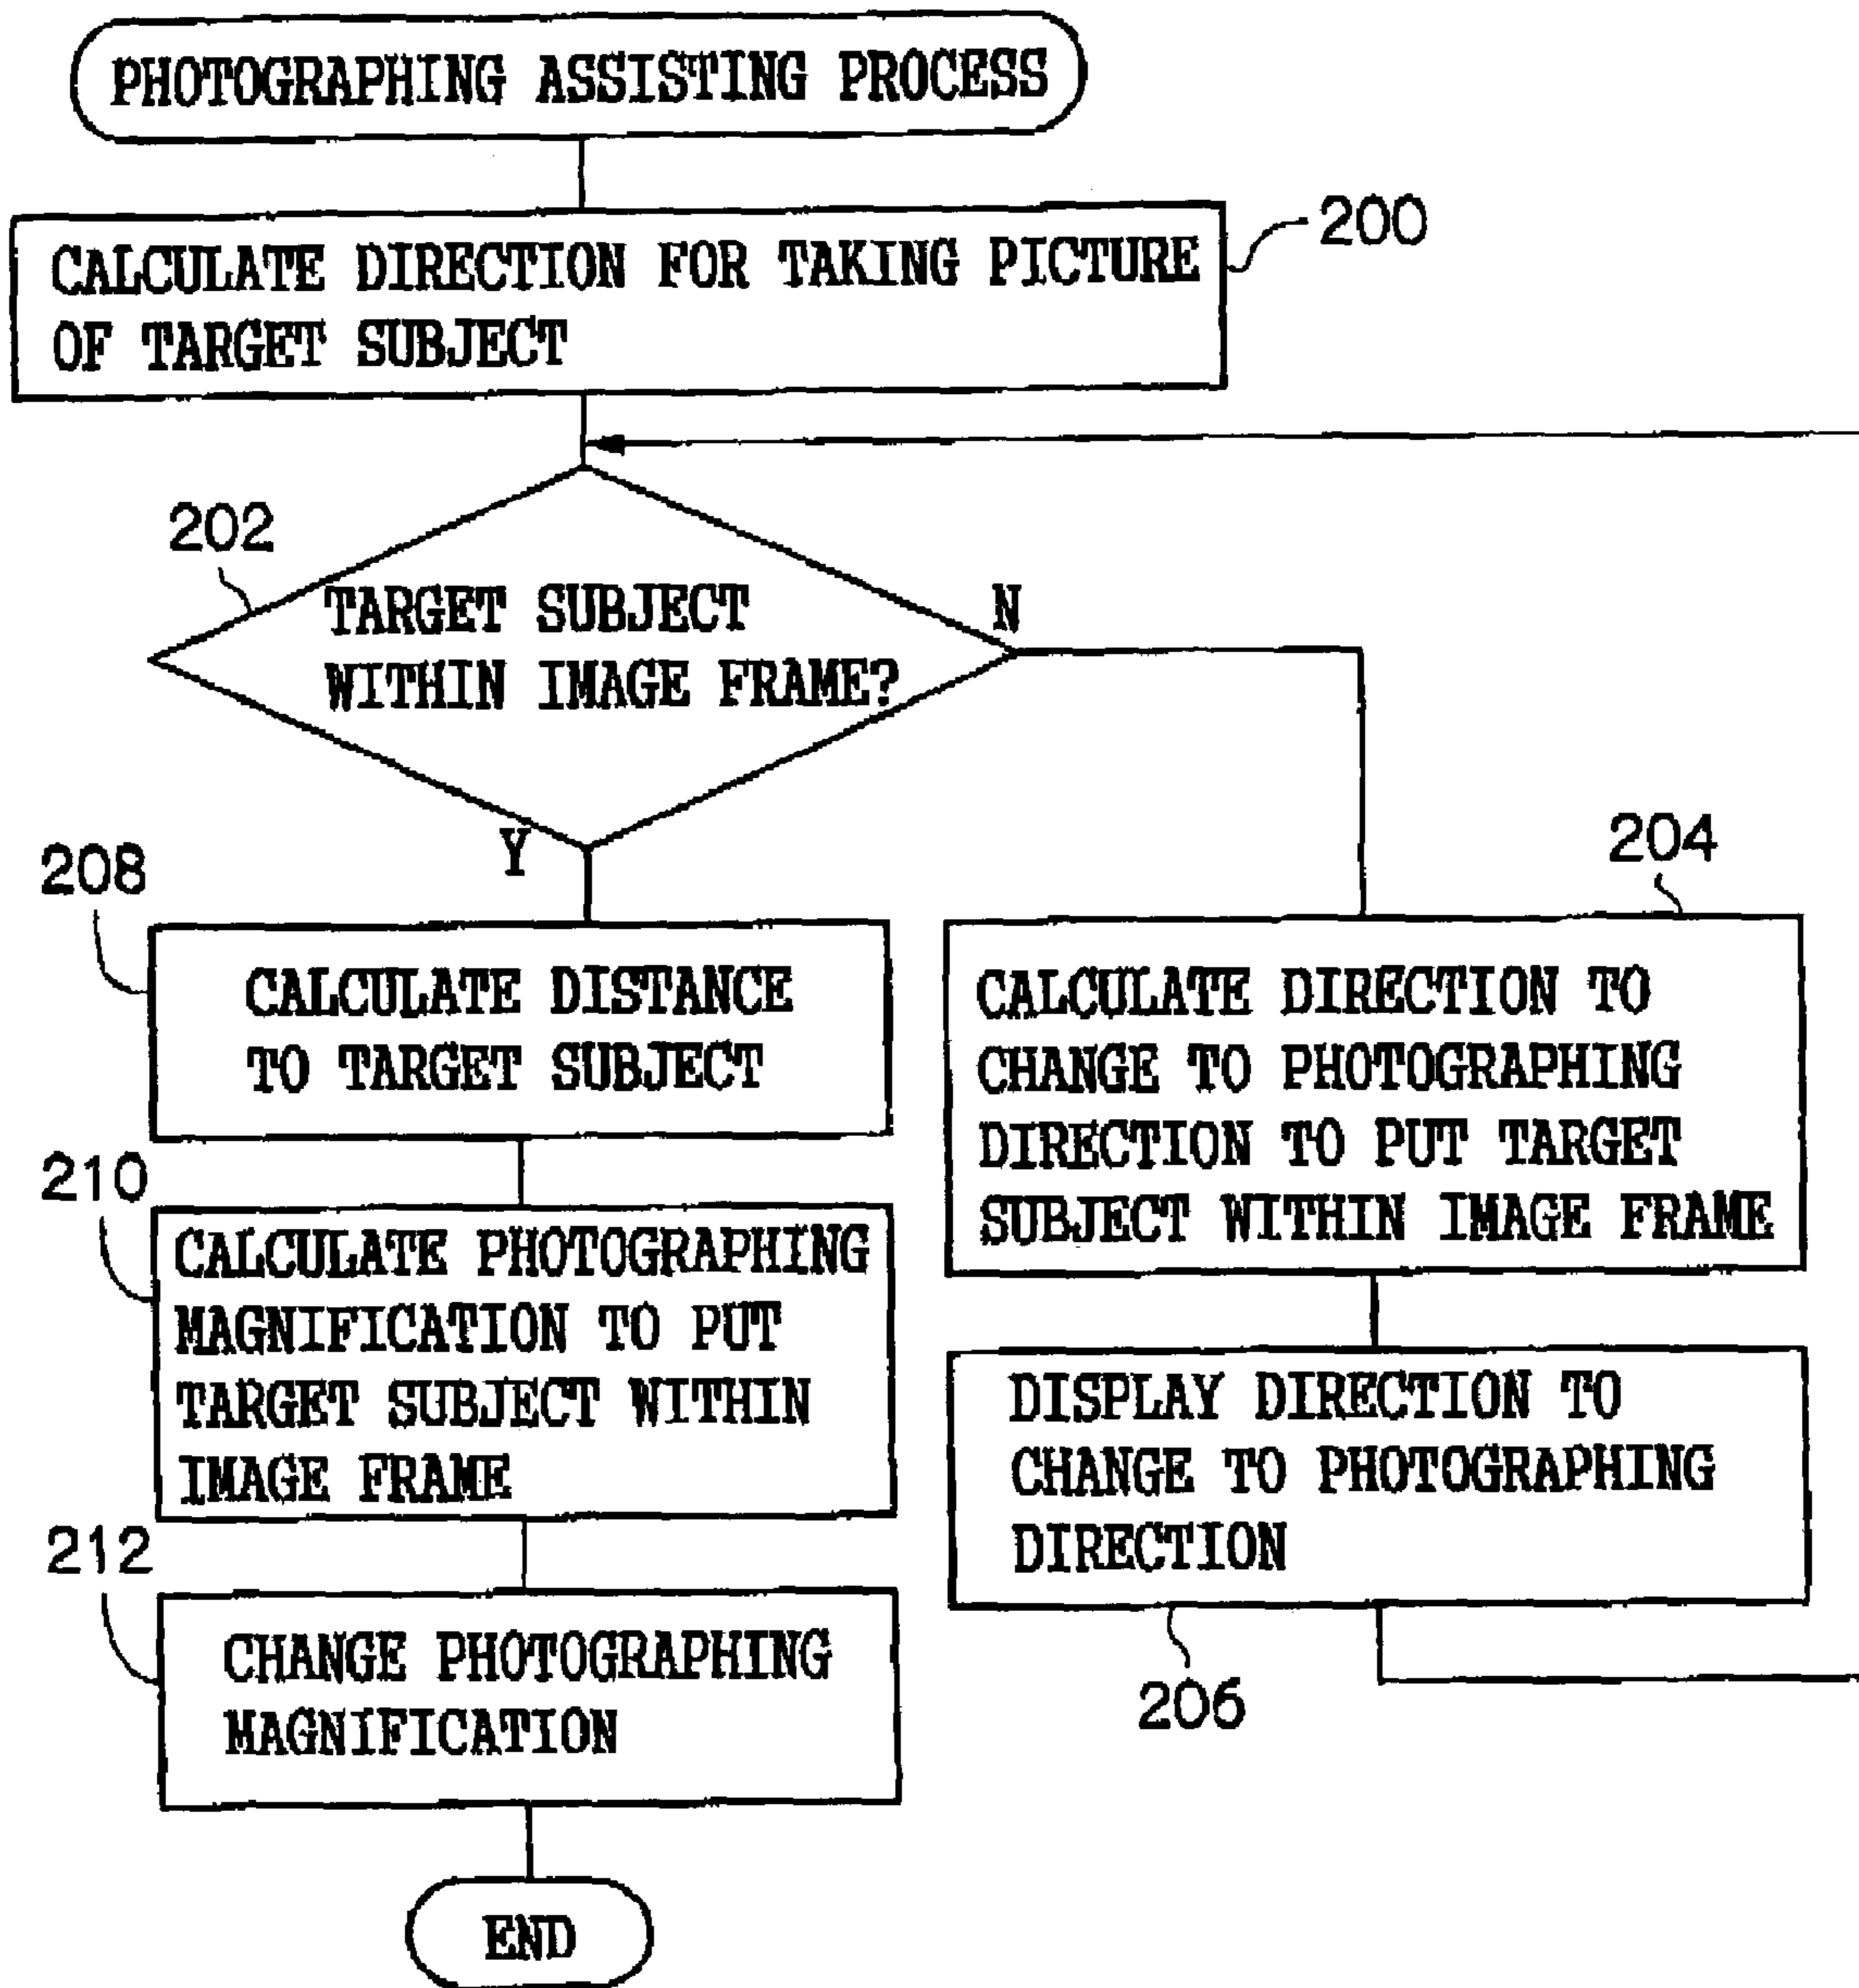 PHOTOGRAPHING ASSISTING PROCESS
200
CALCULATE DIRECTION FOR TAKING PICTURE
OF TARGET SUBJECT
202
TARGET SUBJECT
WITHIN IMAGE FRAME?
N
Y
208
CALCULATE DISTANCE
TO TARGET SUBJECT
204
CALCULATE DIRECTION TO
CHANGE TO PHOTOGRAPHING
DIRECTION TO PUT TARGET
SUBJECT WITHIN IMAGE FRAME
210
CALCULATE PHOTOGRAPHING
MAGNIFICATION TO PUT
TARGET SUBJECT WITHIN
IMAGE FRAME
DISPLAY DIRECTION TO
CHANGE TO PHOTOGRAPHING
DIRECTION
206
212
CHANGE PHOTOGRAPHING
MAGNIFICATION
END